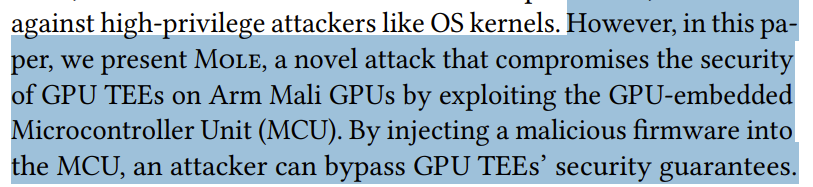 against high-privilege attackers like OS kernels. However, in this pa-
per, we present MOLE, a novel attack that compromises the security
of GPU TEEs on Arm Mali GPUs by exploiting the GPU-embedded
Microcontroller Unit (MCU). By injecting a malicious firmware into
the MCU, an attacker can bypass GPU TEEs’ security guarantees.